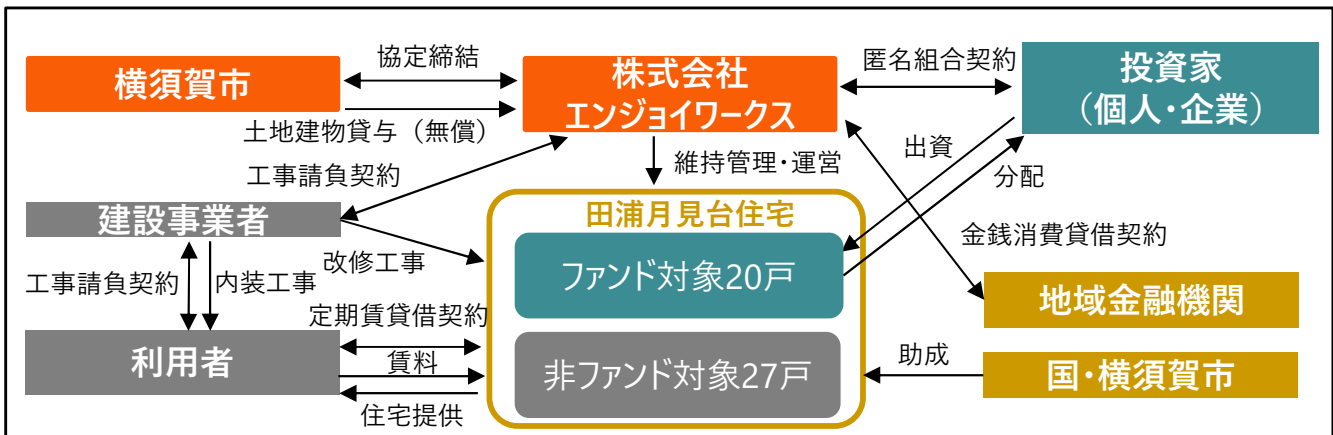 横須賀市
協定締結
土地建物貸与（無償）
株式会社
エンジョイワークス
匿名組合契約
投資家
（個人・企業）
工事請負契約
維持管理・運営
出資
分配
建設事業者
改修工事
田浦月見台住宅
ファンド対象20戸
非ファンド対象27戸
金銭消費貸借契約
地域金融機関
工事請負契約
内装工事
定期賃貸借契約
利用者
賃料
住宅提供
助成
国・横須賀市